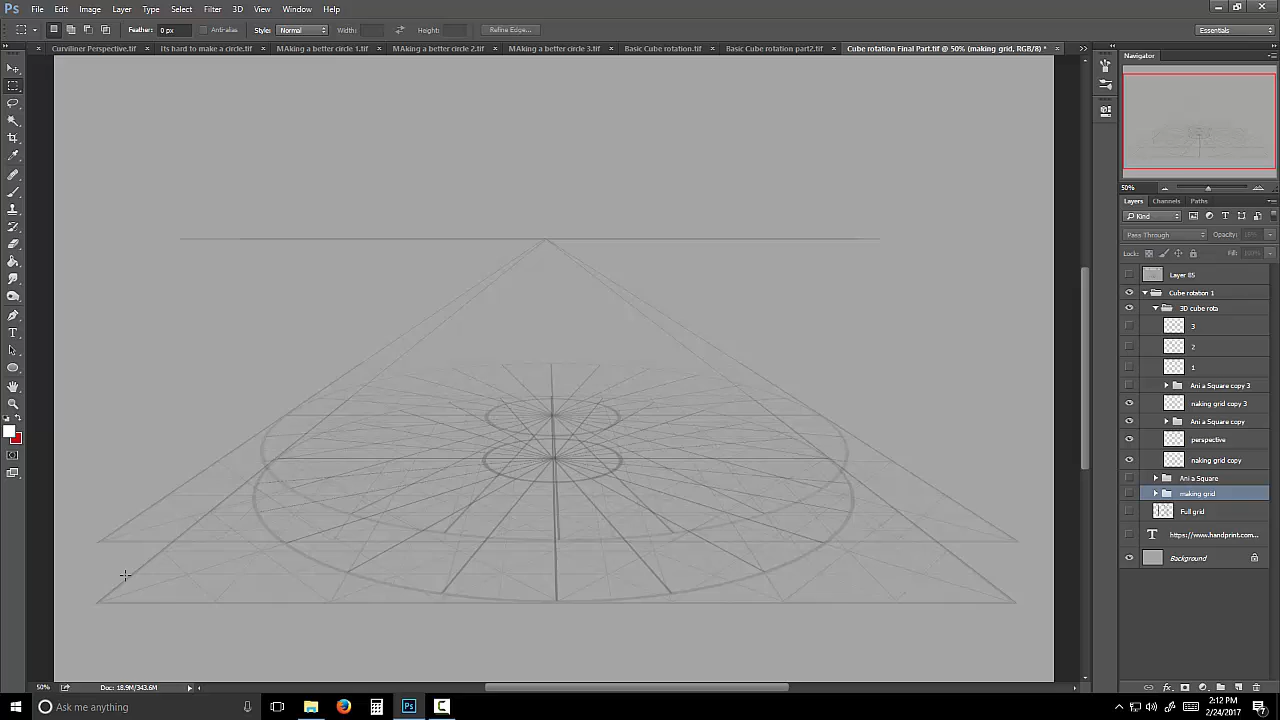 Ps File Edit Image Layer Type Select Filter 3D View Window Help
Feather: 0 px Anti-alias Style: Normal Width: Height: Refine Edge... Essentials
Curviliner Perspective.tif Its hard to make a circle.tif MAking a better circle 1.tif MAking a better circle 2.tif MAking a better circle 3.tif Basic Cube rotation.tif Basic Cube rotation part2.tif Cube rotation Final Part.tif @ 50% (making grid, RGB/8) *
Navigator
50%
Layers Channels Paths
Kind
Pass Through Opacity:
Lock: Fill:
Layer 85
Cube rotation 1
3D cube rota
3
2
1
Ani a Square copy 3
naking grid copy 3
Ani a Square copy
perspective
naking grid copy
Ani a Square
making grid
Full grid
T https://www.handprint.com...
Background
50% Doc: 18.9M/343.6M
Ask me anything
2:12 PM
2/24/2017